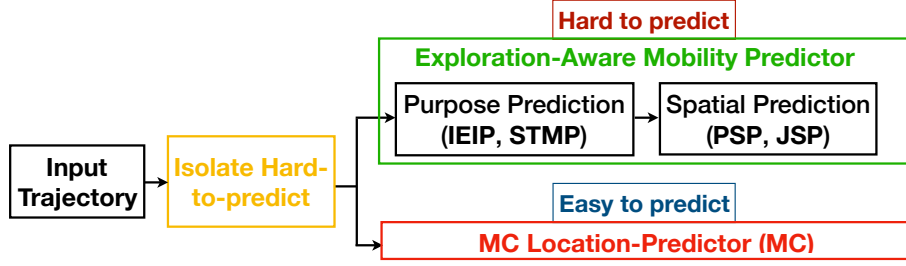 Hard to predict
Exploration-Aware Mobility Predictor
Purpose Prediction
(IEIP, STMP)
Spatial Prediction
(PSP, JSP)
Input
Trajectory
Isolate Hard-
to-predict
Easy to predict
MC Location-Predictor (MC)